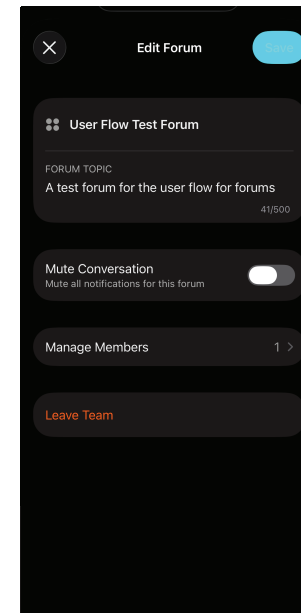 Edit Forum
Save
User Flow Test Forum
FORUM TOPIC
A test forum for the user flow for forums
41/500
Mute Conversation
Mute all notifications for this forum
Manage Members
1
Leave Team